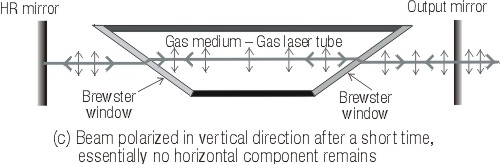 HR mirror
Output mirror
Gas medium – Gas laser tube
Brewster
window
Brewster
window
(c) Beam polarized in vertical direction after a short time,
essentially no horizontal component remains